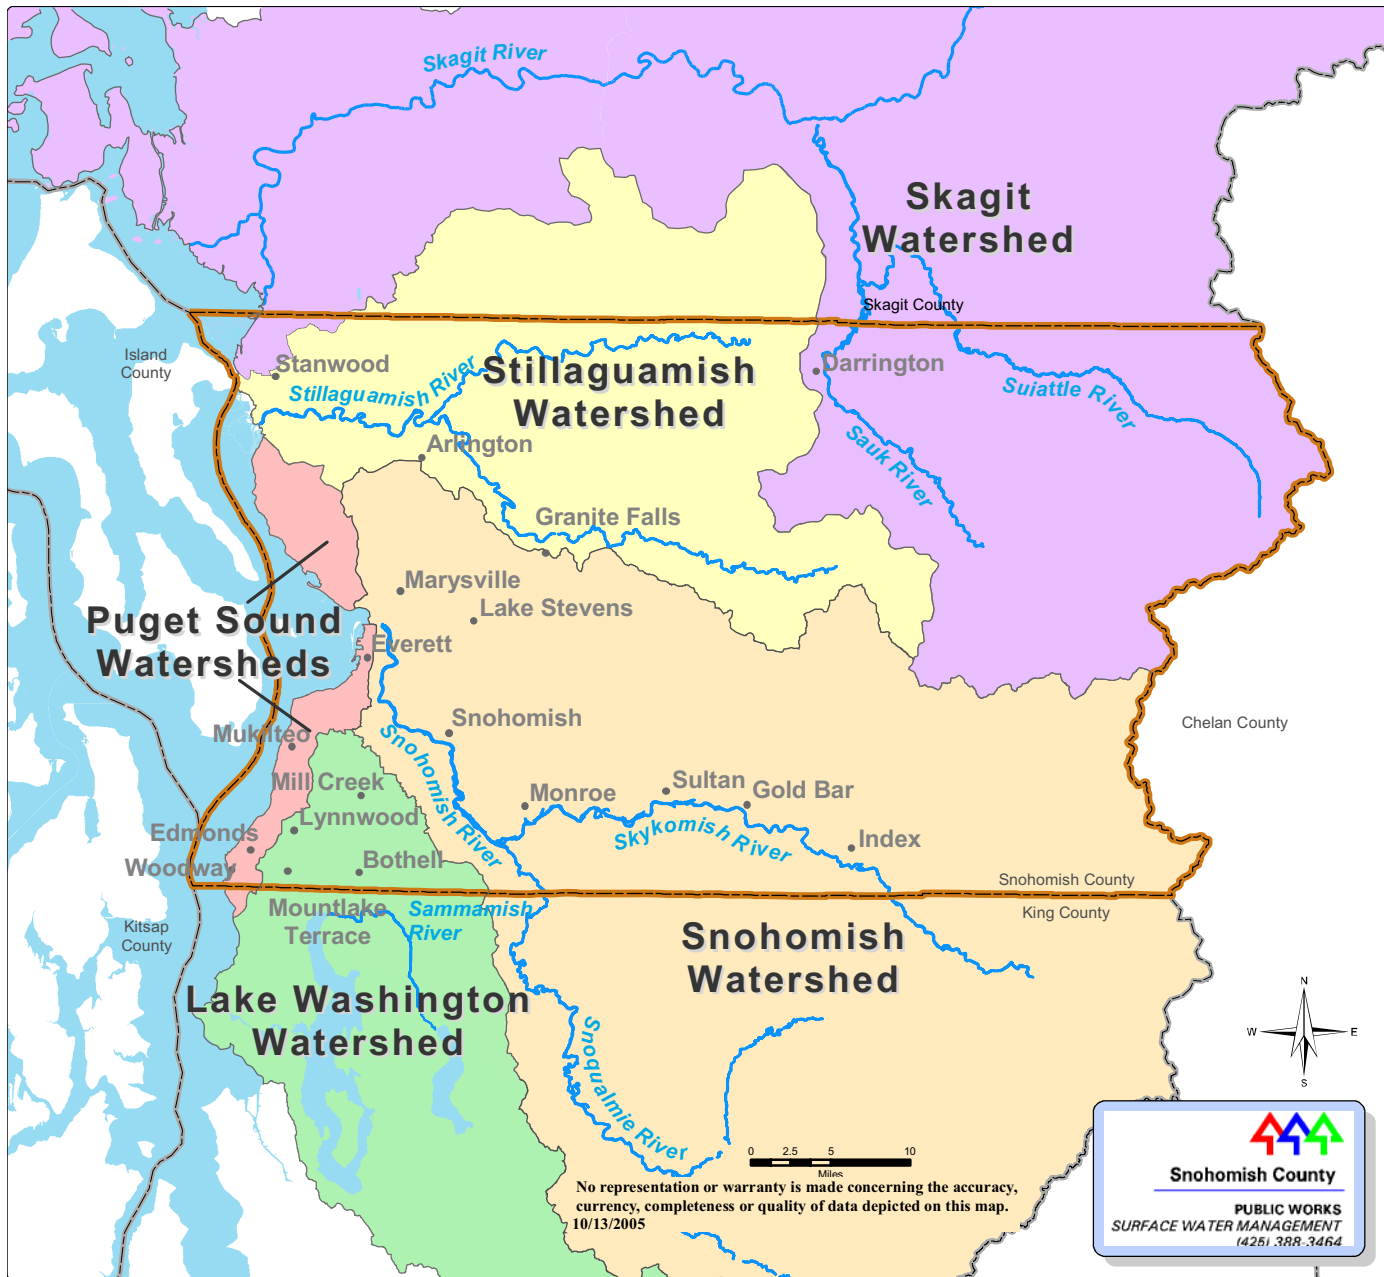 Skagit River
Skagit
Watershed
Skagit County
Island
County
Stanwood
Stillaguamish River
Stillaguamish
Watershed
Darrington
Suiattle River
Sauk River
Arlington
Granite Falls
Marysville
Lake Stevens
Puget Sound
Watersheds
Everett
Snohomish
Mukilteo
Chelan County
Snohomish River
Mill Creek
Monroe
Sultan
Gold Bar
Lynnwood
Skykomish River
Edmonds
Index
Woodway
Bothell
Snohomish County
King County
Mountlake
Terrace
Sammamish
River
Kitsap
County
Snohomish
Watershed
Lake Washington
Watershed
N
W E
S
Snoqualmie River
0 2.5 5 10
Miles
No representation or warranty is made concerning the accuracy,
currency, completeness or quality of data depicted on this map.
10/13/2005
Snohomish County
PUBLIC WORKS
SURFACE WATER MANAGEMENT
(425) 388-3464